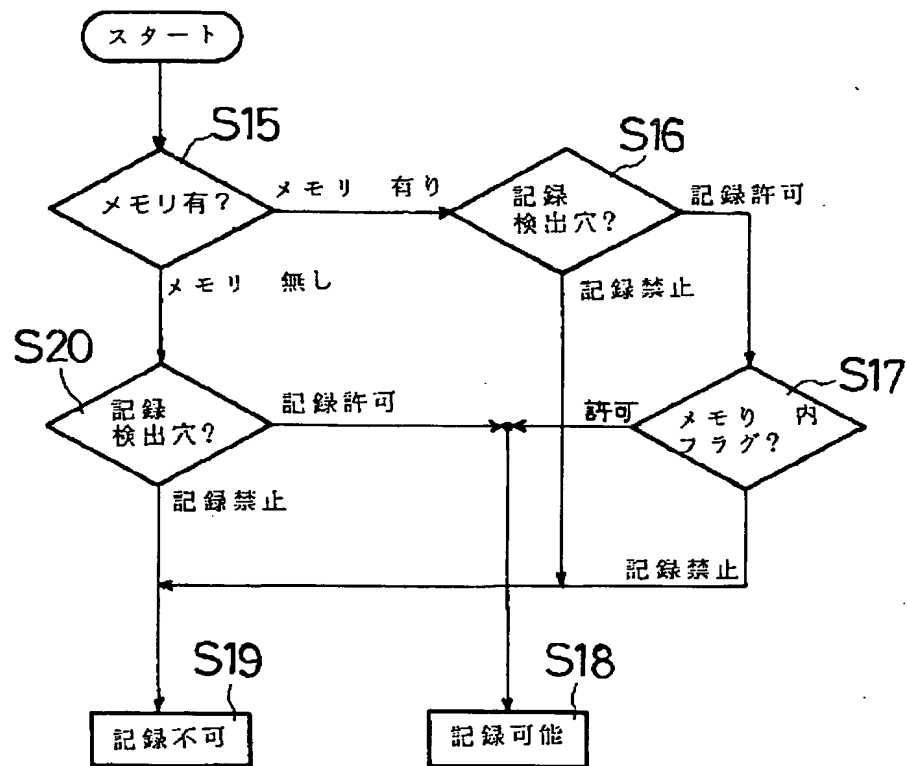 スタート
S15
メモリ有?
メモリ 有り
S16
記録
検出穴?
記録許可
メモリ 無し
記録禁止
S20
記録
検出穴?
記録許可
記録禁止
S17
メモり 内
フラグ?
許可
記録禁止
S19
記録不可
S18
記録可能